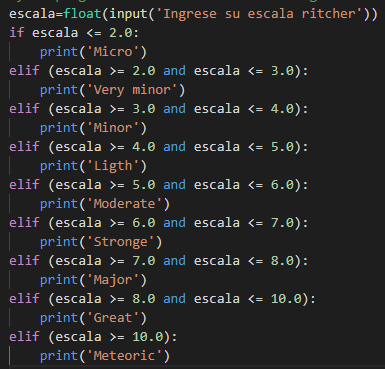 escala=float(input('Ingrese su escala ritcher'))
if escala <= 2.0:
    print('Micro')
elif (escala >= 2.0 and escala <= 3.0):
    print('Very minor')
elif (escala >= 3.0 and escala <= 4.0):
    print('Minor')
elif (escala >= 4.0 and escala <= 5.0):
    print('Ligth')
elif (escala >= 5.0 and escala <= 6.0):
    print('Moderate')
elif (escala >= 6.0 and escala <= 7.0):
    print('Stronge')
elif (escala >= 7.0 and escala <= 8.0):
    print('Major')
elif (escala >= 8.0 and escala <= 10.0):
    print('Great')
elif (escala >= 10.0):
    print('Meteoric')